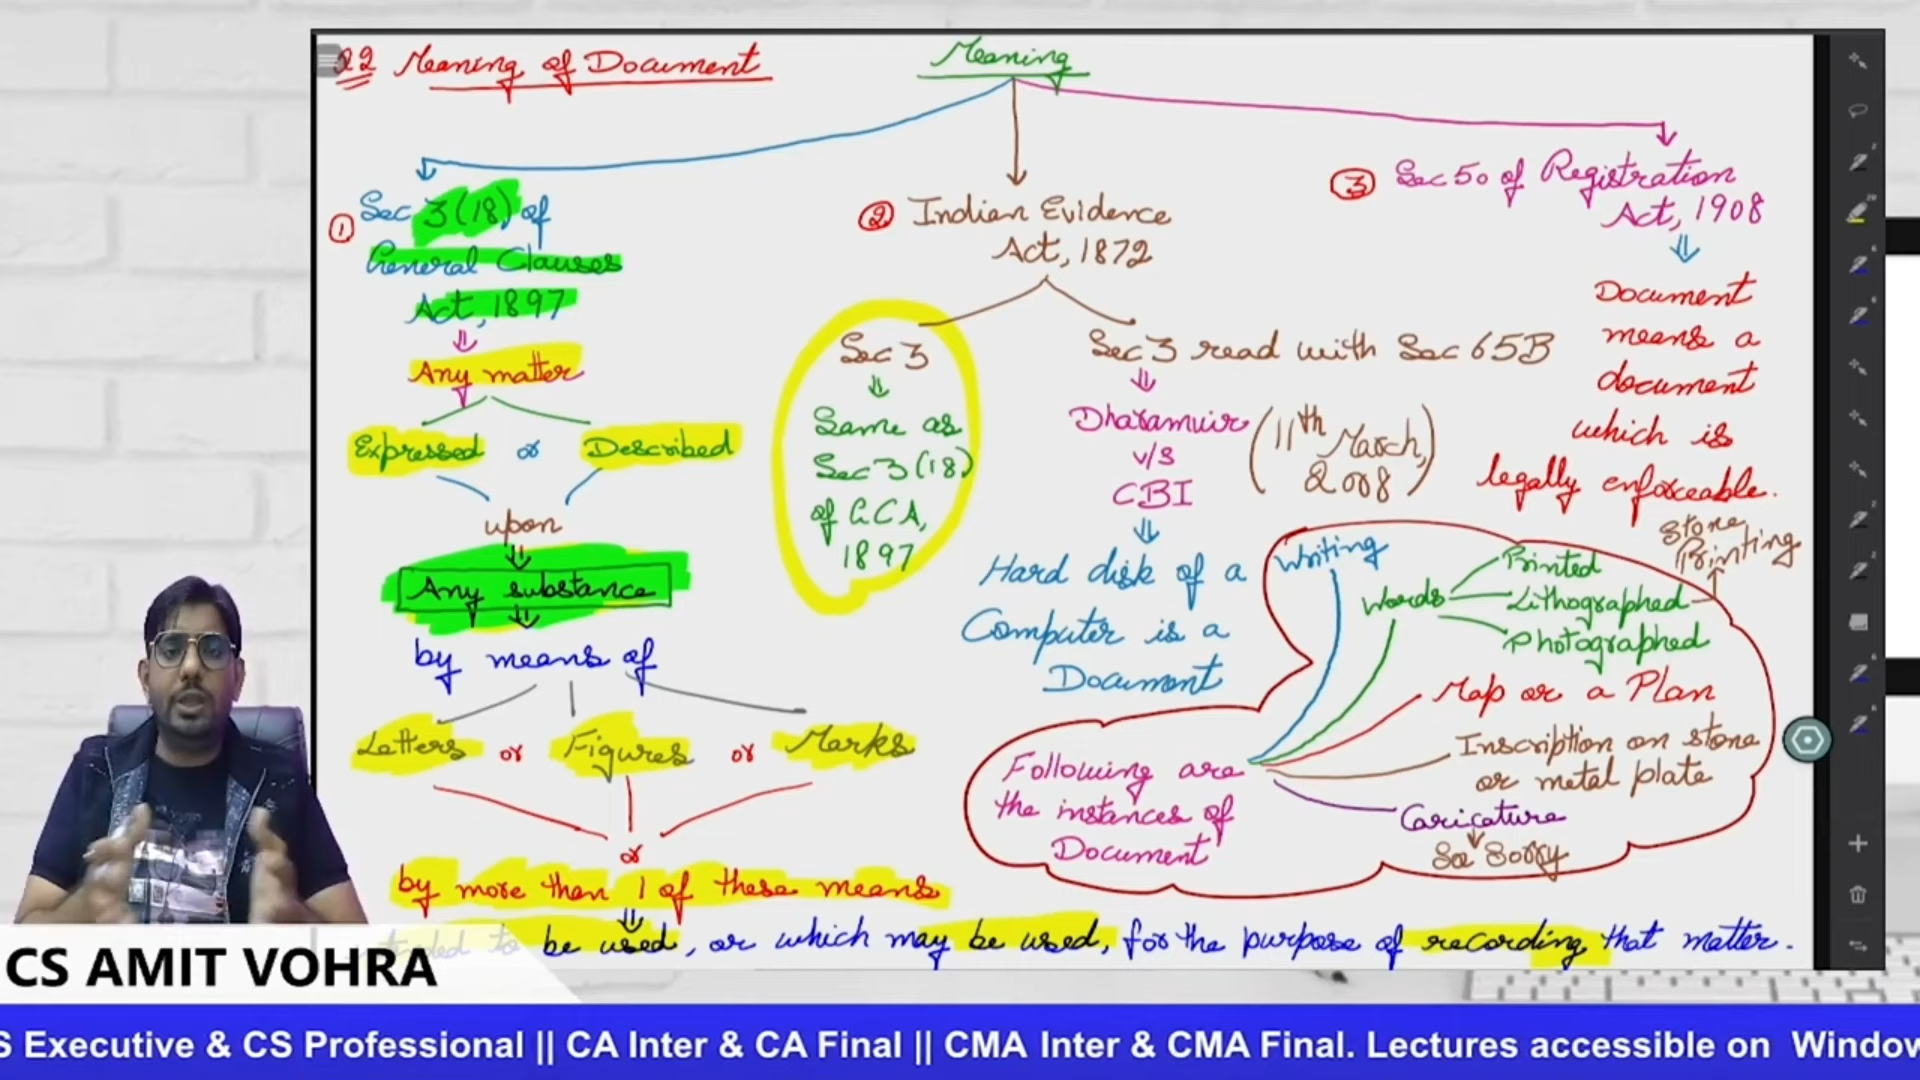 22 Meaning of Document
Meaning
① Sec 3(18) of
General Clauses
Act, 1897
Any matter
Expressed or Described
upon
Any substance
by means of
Letters or Figures or Marks
or
by more than 1 of these means
to be used, or which may be used, for the purpose of recording that matter.
② Indian Evidence
Act, 1872
Sec 3
Same as
Sec 3(18)
of GCA,
1897
Sec 3 read with Sec 65B
Dharamvir
v/s
CBI
(11th March,
2008)
Hard disk of a
Computer is a
Document
③ Sec 50 of Registration
Act, 1908
Document
means a
document
which is
legally enforceable.
Following are
the instances of
Document
Writing
Words
Printed
Lithographed
Stone
Printing
Photographed
Map or a Plan
Inscription on stone
or metal plate
Caricature
So Sorry
CS AMIT VOHRA
S Executive & CS Professional || CA Inter & CA Final || CMA Inter & CMA Final. Lectures accessible on Window